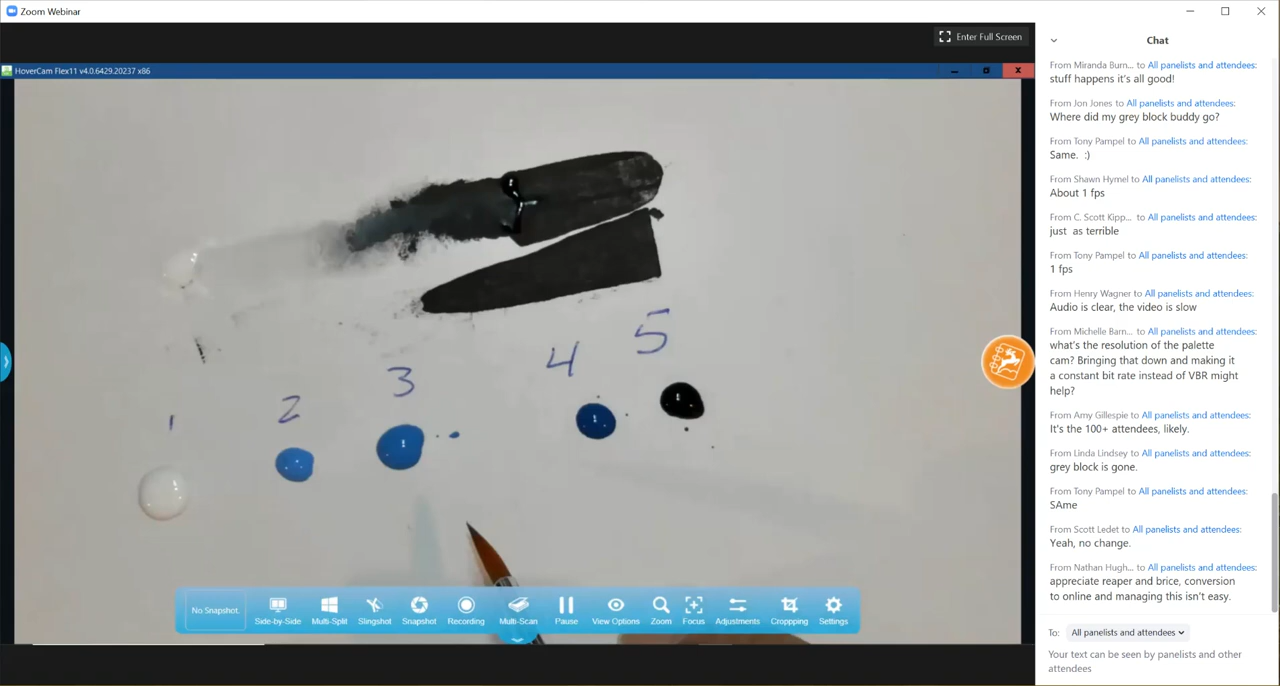 Zoom Webinar
Enter Full Screen
HoverCam Flex11 v4.0.6429.20237 x86
1
2
3
4
5
No Snapshot.
Side-by-Side
Multi-Split
Slingshot
Snapshot
Recording
Multi-Scan
Pause
View Options
Zoom
Focus
Adjustments
Croppping
Settings
Chat
From Miranda Burn... to All panelists and attendees:
stuff happens it's all good!
From Jon Jones to All panelists and attendees:
Where did my grey block buddy go?
From Tony Pampel to All panelists and attendees:
Same. :)
From Shawn Hymel to All panelists and attendees:
About 1 fps
From C. Scott Kipp... to All panelists and attendees:
just as terrible
From Tony Pampel to All panelists and attendees:
1 fps
From Henry Wagner to All panelists and attendees:
Audio is clear, the video is slow
From Michelle Barn... to All panelists and attendees:
what's the resolution of the palette
cam? Bringing that down and making it
a constant bit rate instead of VBR might
help?
From Amy Gillespie to All panelists and attendees:
It's the 100+ attendees, likely.
From Linda Lindsey to All panelists and attendees:
grey block is gone.
From Tony Pampel to All panelists and attendees:
SAme
From Scott Ledet to All panelists and attendees:
Yeah, no change.
From Nathan Hugh... to All panelists and attendees:
appreciate reaper and brice, conversion
to online and managing this isn't easy.
To: All panelists and attendees
Your text can be seen by panelists and other
attendees